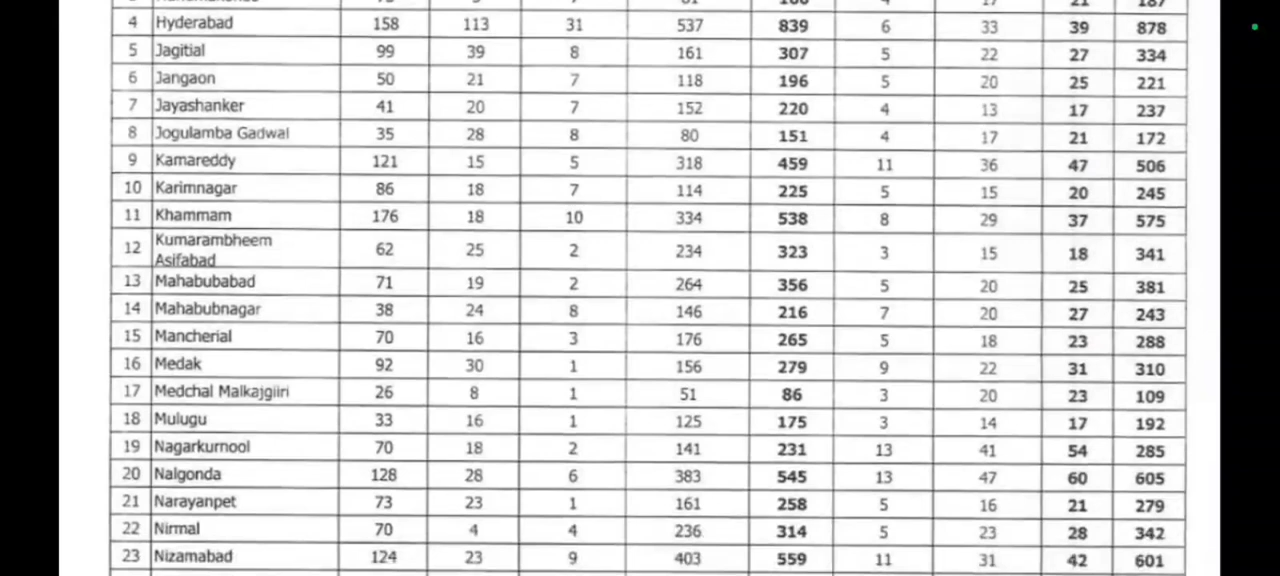 4 Hyderabad 158 113 31 537 839 6 33 39 878
5 Jagitial 99 39 8 161 307 5 22 27 334
6 Jangaon 50 21 7 118 196 5 20 25 221
7 Jayashanker 41 20 7 152 220 4 13 17 237
8 Jogulamba Gadwal 35 28 8 80 151 4 17 21 172
9 Kamareddy 121 15 5 318 459 11 36 47 506
10 Karimnagar 86 18 7 114 225 5 15 20 245
11 Khammam 176 18 10 334 538 8 29 37 575
12 Kumarambheem Asifabad 62 25 2 234 323 3 15 18 341
13 Mahabubabad 71 19 2 264 356 5 20 25 381
14 Mahabubnagar 38 24 8 146 216 7 20 27 243
15 Mancherial 70 16 3 176 265 5 18 23 288
16 Medak 92 30 1 156 279 9 22 31 310
17 Medchal Malkajgiiri 26 8 1 51 86 3 20 23 109
18 Mulugu 33 16 1 125 175 3 14 17 192
19 Nagarkurnool 70 18 2 141 231 13 41 54 285
20 Nalgonda 128 28 6 383 545 13 47 60 605
21 Narayanpet 73 23 1 161 258 5 16 21 279
22 Nirmal 70 4 4 236 314 5 23 28 342
23 Nizamabad 124 23 9 403 559 11 31 42 601